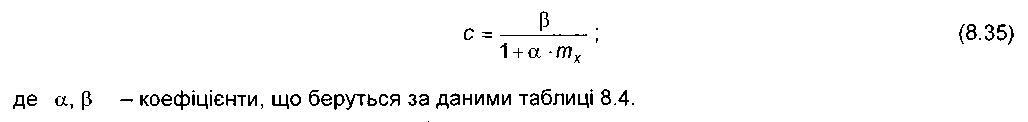 c = β / (1 + α · mₓ) ; (8.35)
де α, β – коефіцієнти, що беруться за даними таблиці 8.4.